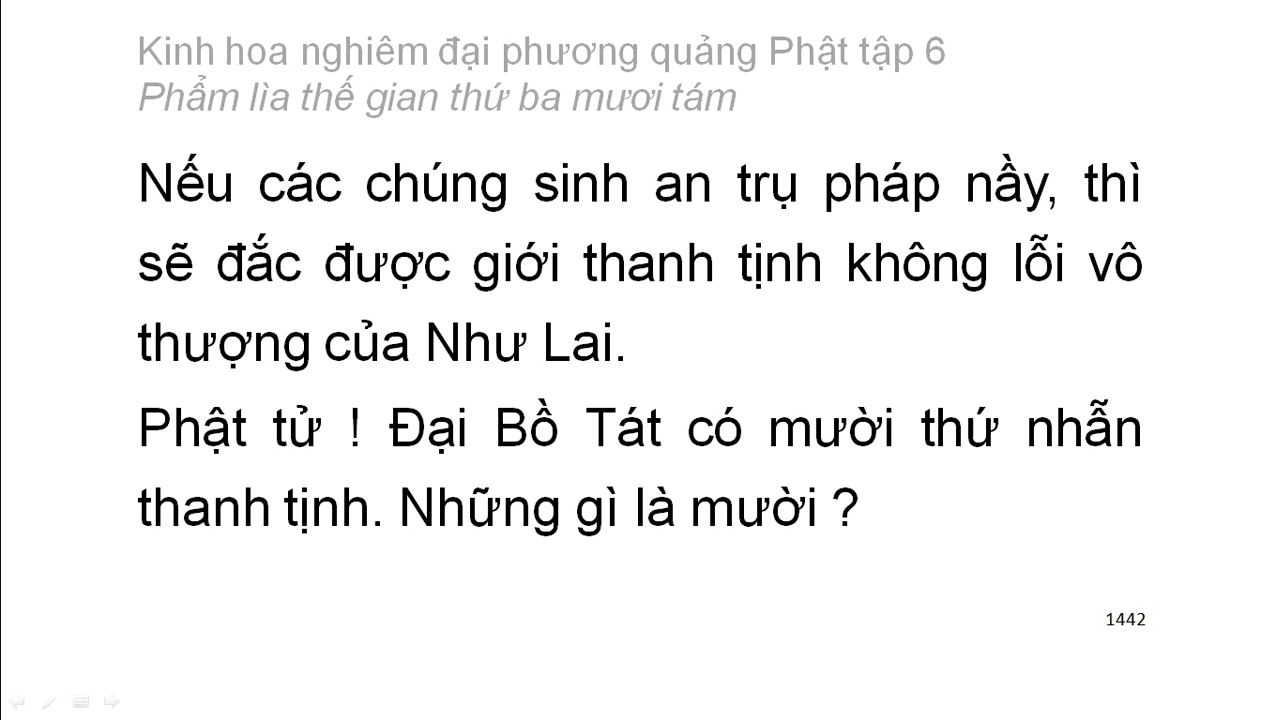 Kinh hoa nghiêm đại phương quảng Phật tập 6
Phẩm lìa thế gian thứ ba mươi tám
Nếu các chúng sinh an trụ pháp nầy, thì
sẽ đắc được giới thanh tịnh không lỗi vô
thượng của Như Lai.
Phật tử ! Đại Bồ Tát có mười thứ nhẫn
thanh tịnh. Những gì là mười ?
1442